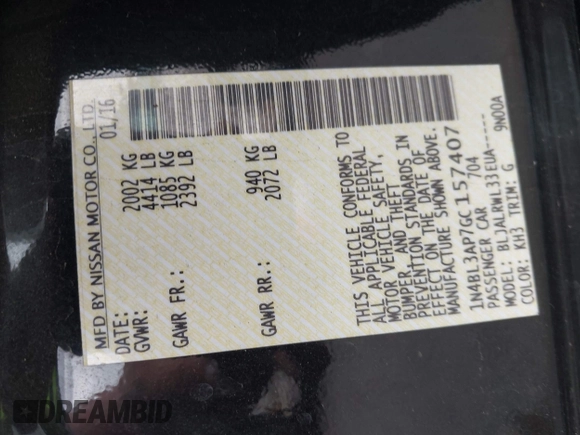 MFD BY NISSAN MOTOR CO., LTD.
DATE: 01/16
GVWR: 2002 KG
4414 LB
GAWR FR.: 1085 KG
2392 LB
GAWR RR.: 940 KG
2072 LB
THIS VEHICLE CONFORMS TO
ALL APPLICABLE FEDERAL
MOTOR VEHICLE SAFETY,
BUMPER, AND THEFT
PREVENTION STANDARDS IN
EFFECT ON THE DATE OF
MANUFACTURE SHOWN ABOVE.
1N4BL3AP7GC157407
PASSENGER CAR 704
MODEL: BLJALRWL33EUA-----
COLOR: KH3 TRIM: G 9N00A
DREAMBID